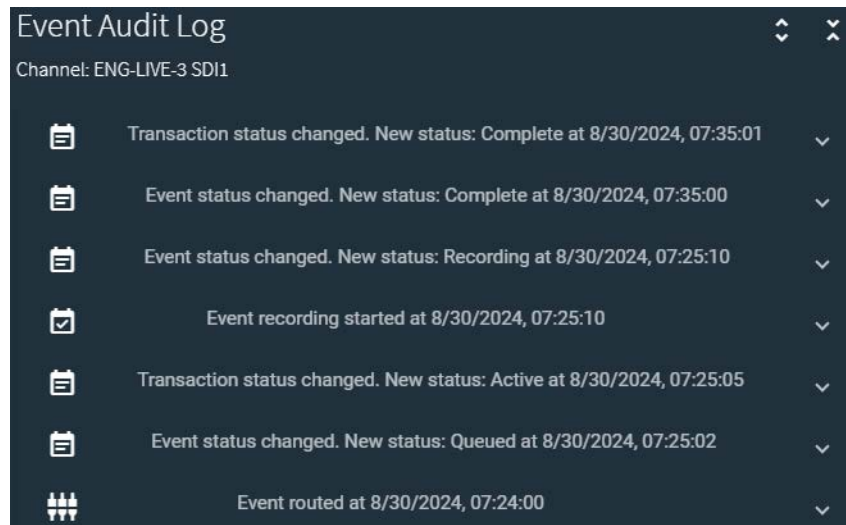 Event Audit Log
Channel: ENG-LIVE-3 SDI1
Transaction status changed. New status: Complete at 8/30/2024, 07:35:01
Event status changed. New status: Complete at 8/30/2024, 07:35:00
Event status changed. New status: Recording at 8/30/2024, 07:25:10
Event recording started at 8/30/2024, 07:25:10
Transaction status changed. New status: Active at 8/30/2024, 07:25:05
Event status changed. New status: Queued at 8/30/2024, 07:25:02
Event routed at 8/30/2024, 07:24:00